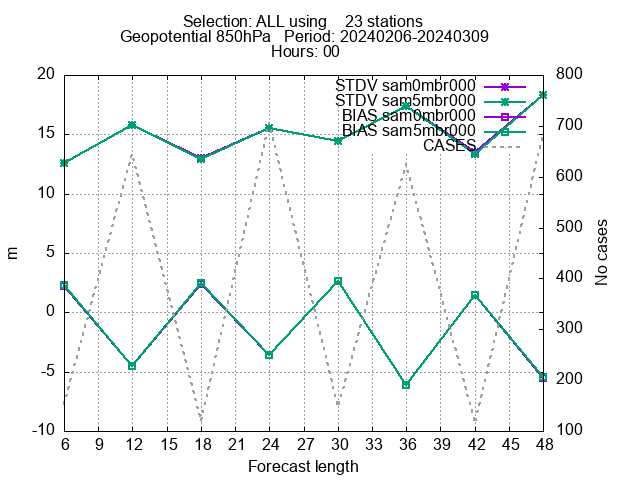 Selection: ALL using 23 stations
Geopotential 850hPa Period: 20240206-20240309
Hours: 00
20
15
10
5
0
-5
-10
m
STDV sam0mbr000
STDV sam5mbr000
BIAS sam0mbr000
BIAS sam5mbr000
CASES
800
700
600
500
400
300
200
100
No cases
6 9 12 15 18 21 24 27 30 33 36 39 42 45 48
Forecast length